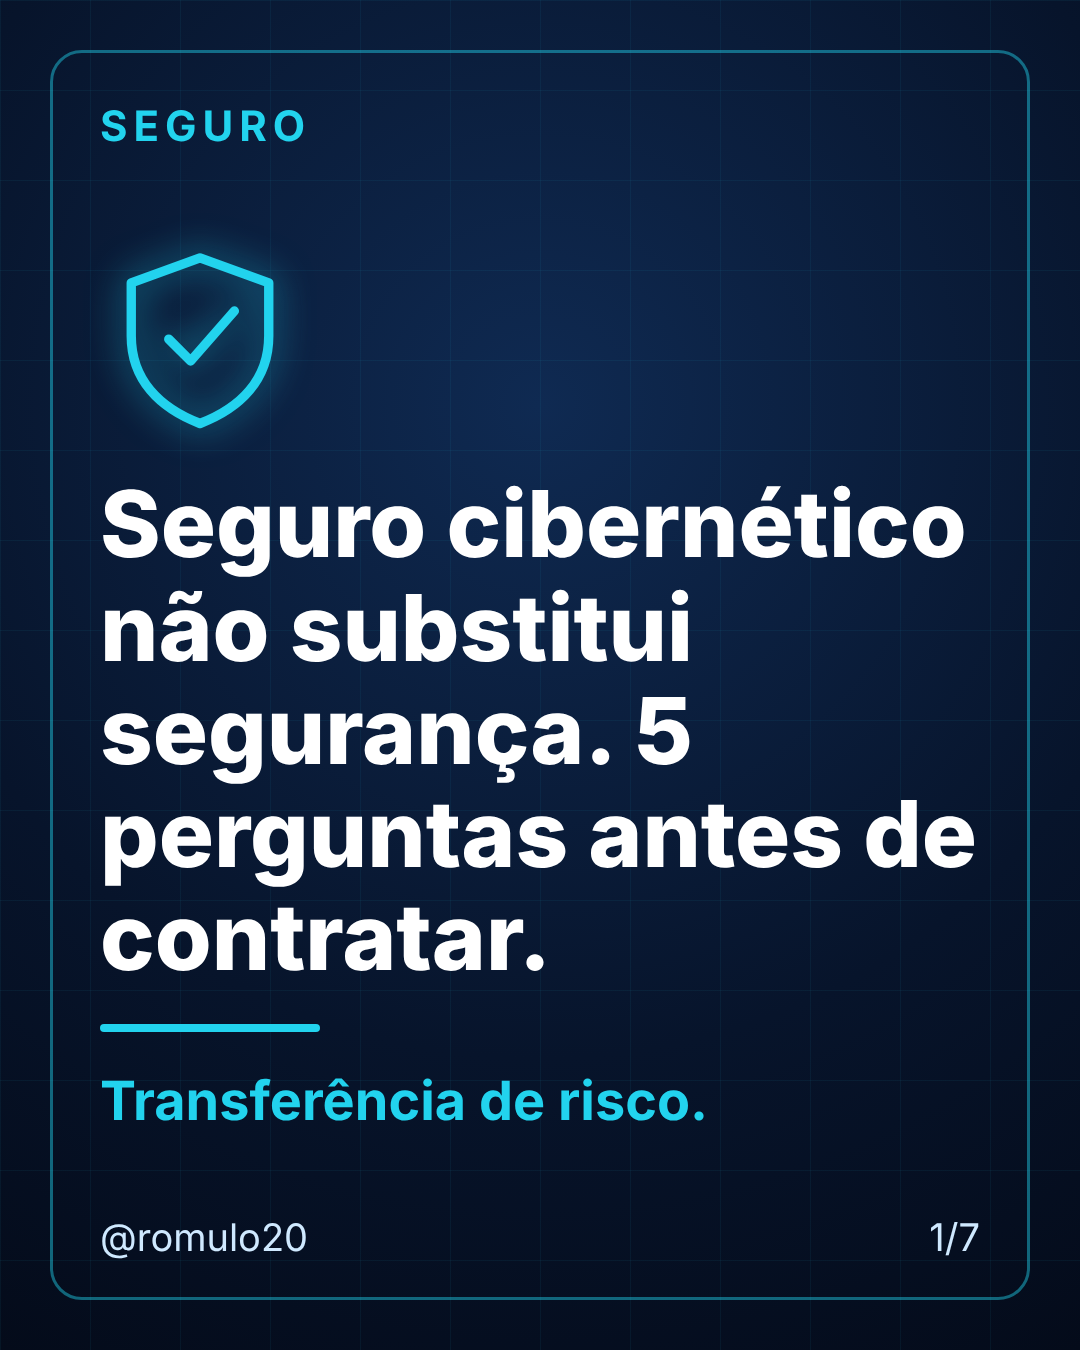 SEGURO
Seguro cibernético
não substitui
segurança. 5
perguntas antes de
contratar.
Transferência de risco.
@romulo20
1/7